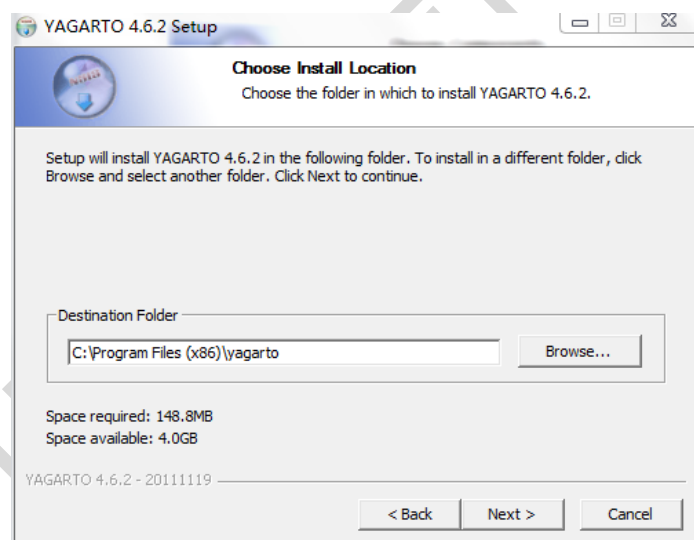 YAGARTO 4.6.2 Setup
Choose Install Location
Choose the folder in which to install YAGARTO 4.6.2.
Setup will install YAGARTO 4.6.2 in the following folder. To install in a different folder, click
Browse and select another folder. Click Next to continue.
Destination Folder
C:\Program Files (x86)\yagarto
Browse...
Space required: 148.8MB
Space available: 4.0GB
YAGARTO 4.6.2 - 20111119
< Back
Next >
Cancel